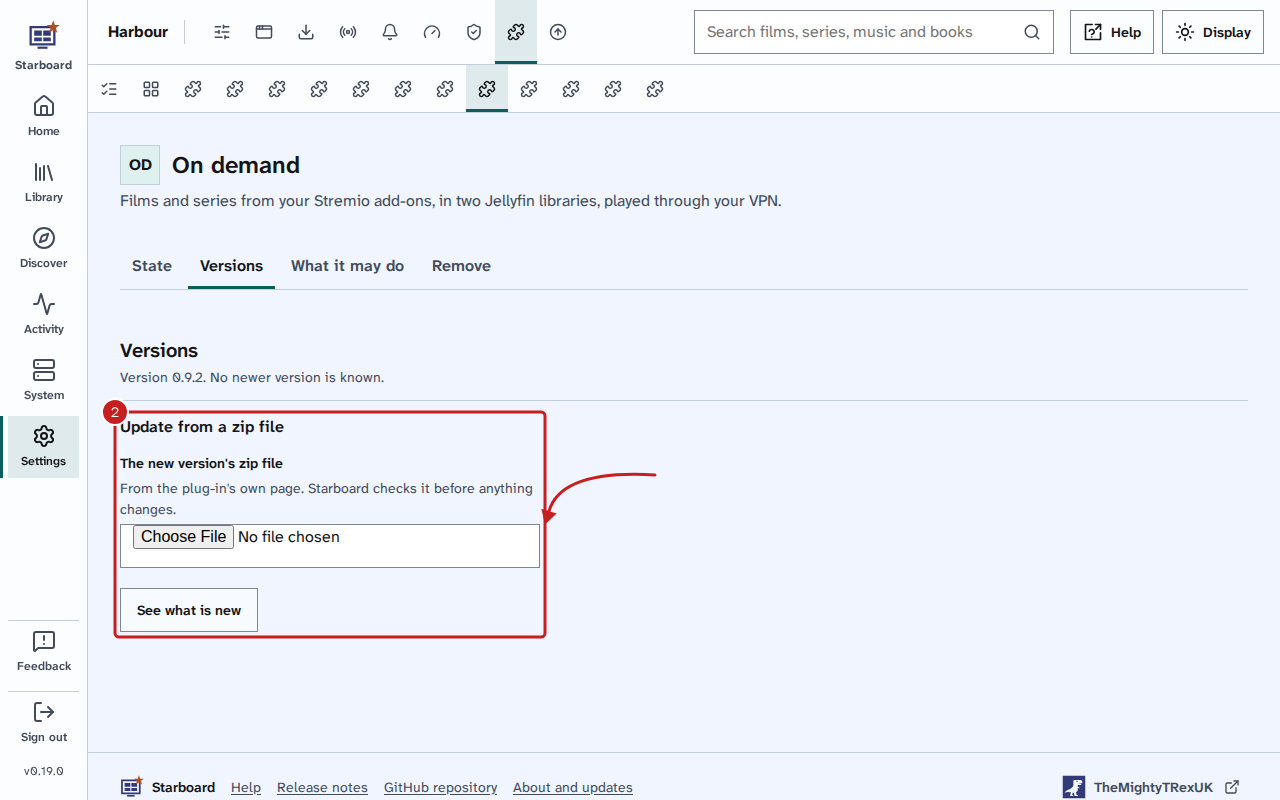 Starboard
Home
Library
Discover
Activity
System
Settings
Feedback
Sign out
v0.19.0
Harbour
Search films, series, music and books
Help
Display
OD
On demand
Films and series from your Stremio add-ons, in two Jellyfin libraries, played through your VPN.
State
Versions
What it may do
Remove
Versions
Version 0.9.2. No newer version is known.
2
Update from a zip file
The new version's zip file
From the plug-in's own page. Starboard checks it before anything
changes.
Choose File No file chosen
See what is new
Starboard
Help
Release notes
GitHub repository
About and updates
TheMightyTRexUK